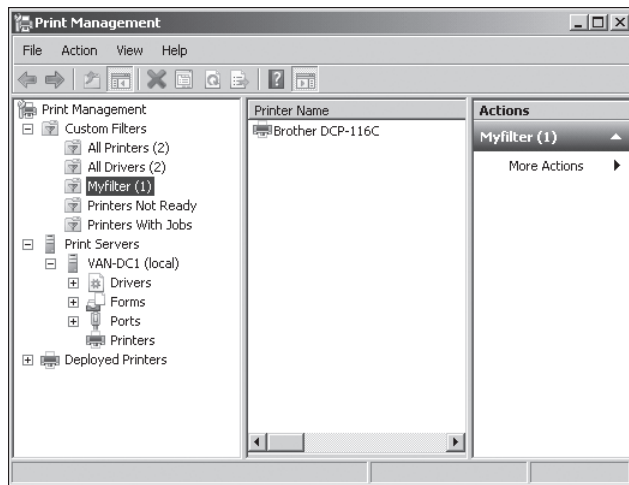 Print Management
File Action View Help
Print Management
Custom Filters
All Printers (2)
All Drivers (2)
Myfilter (1)
Printers Not Ready
Printers With Jobs
Print Servers
VAN-DC1 (local)
Drivers
Forms
Ports
Printers
Deployed Printers
Printer Name
Brother DCP-116C
Actions
Myfilter (1)
More Actions